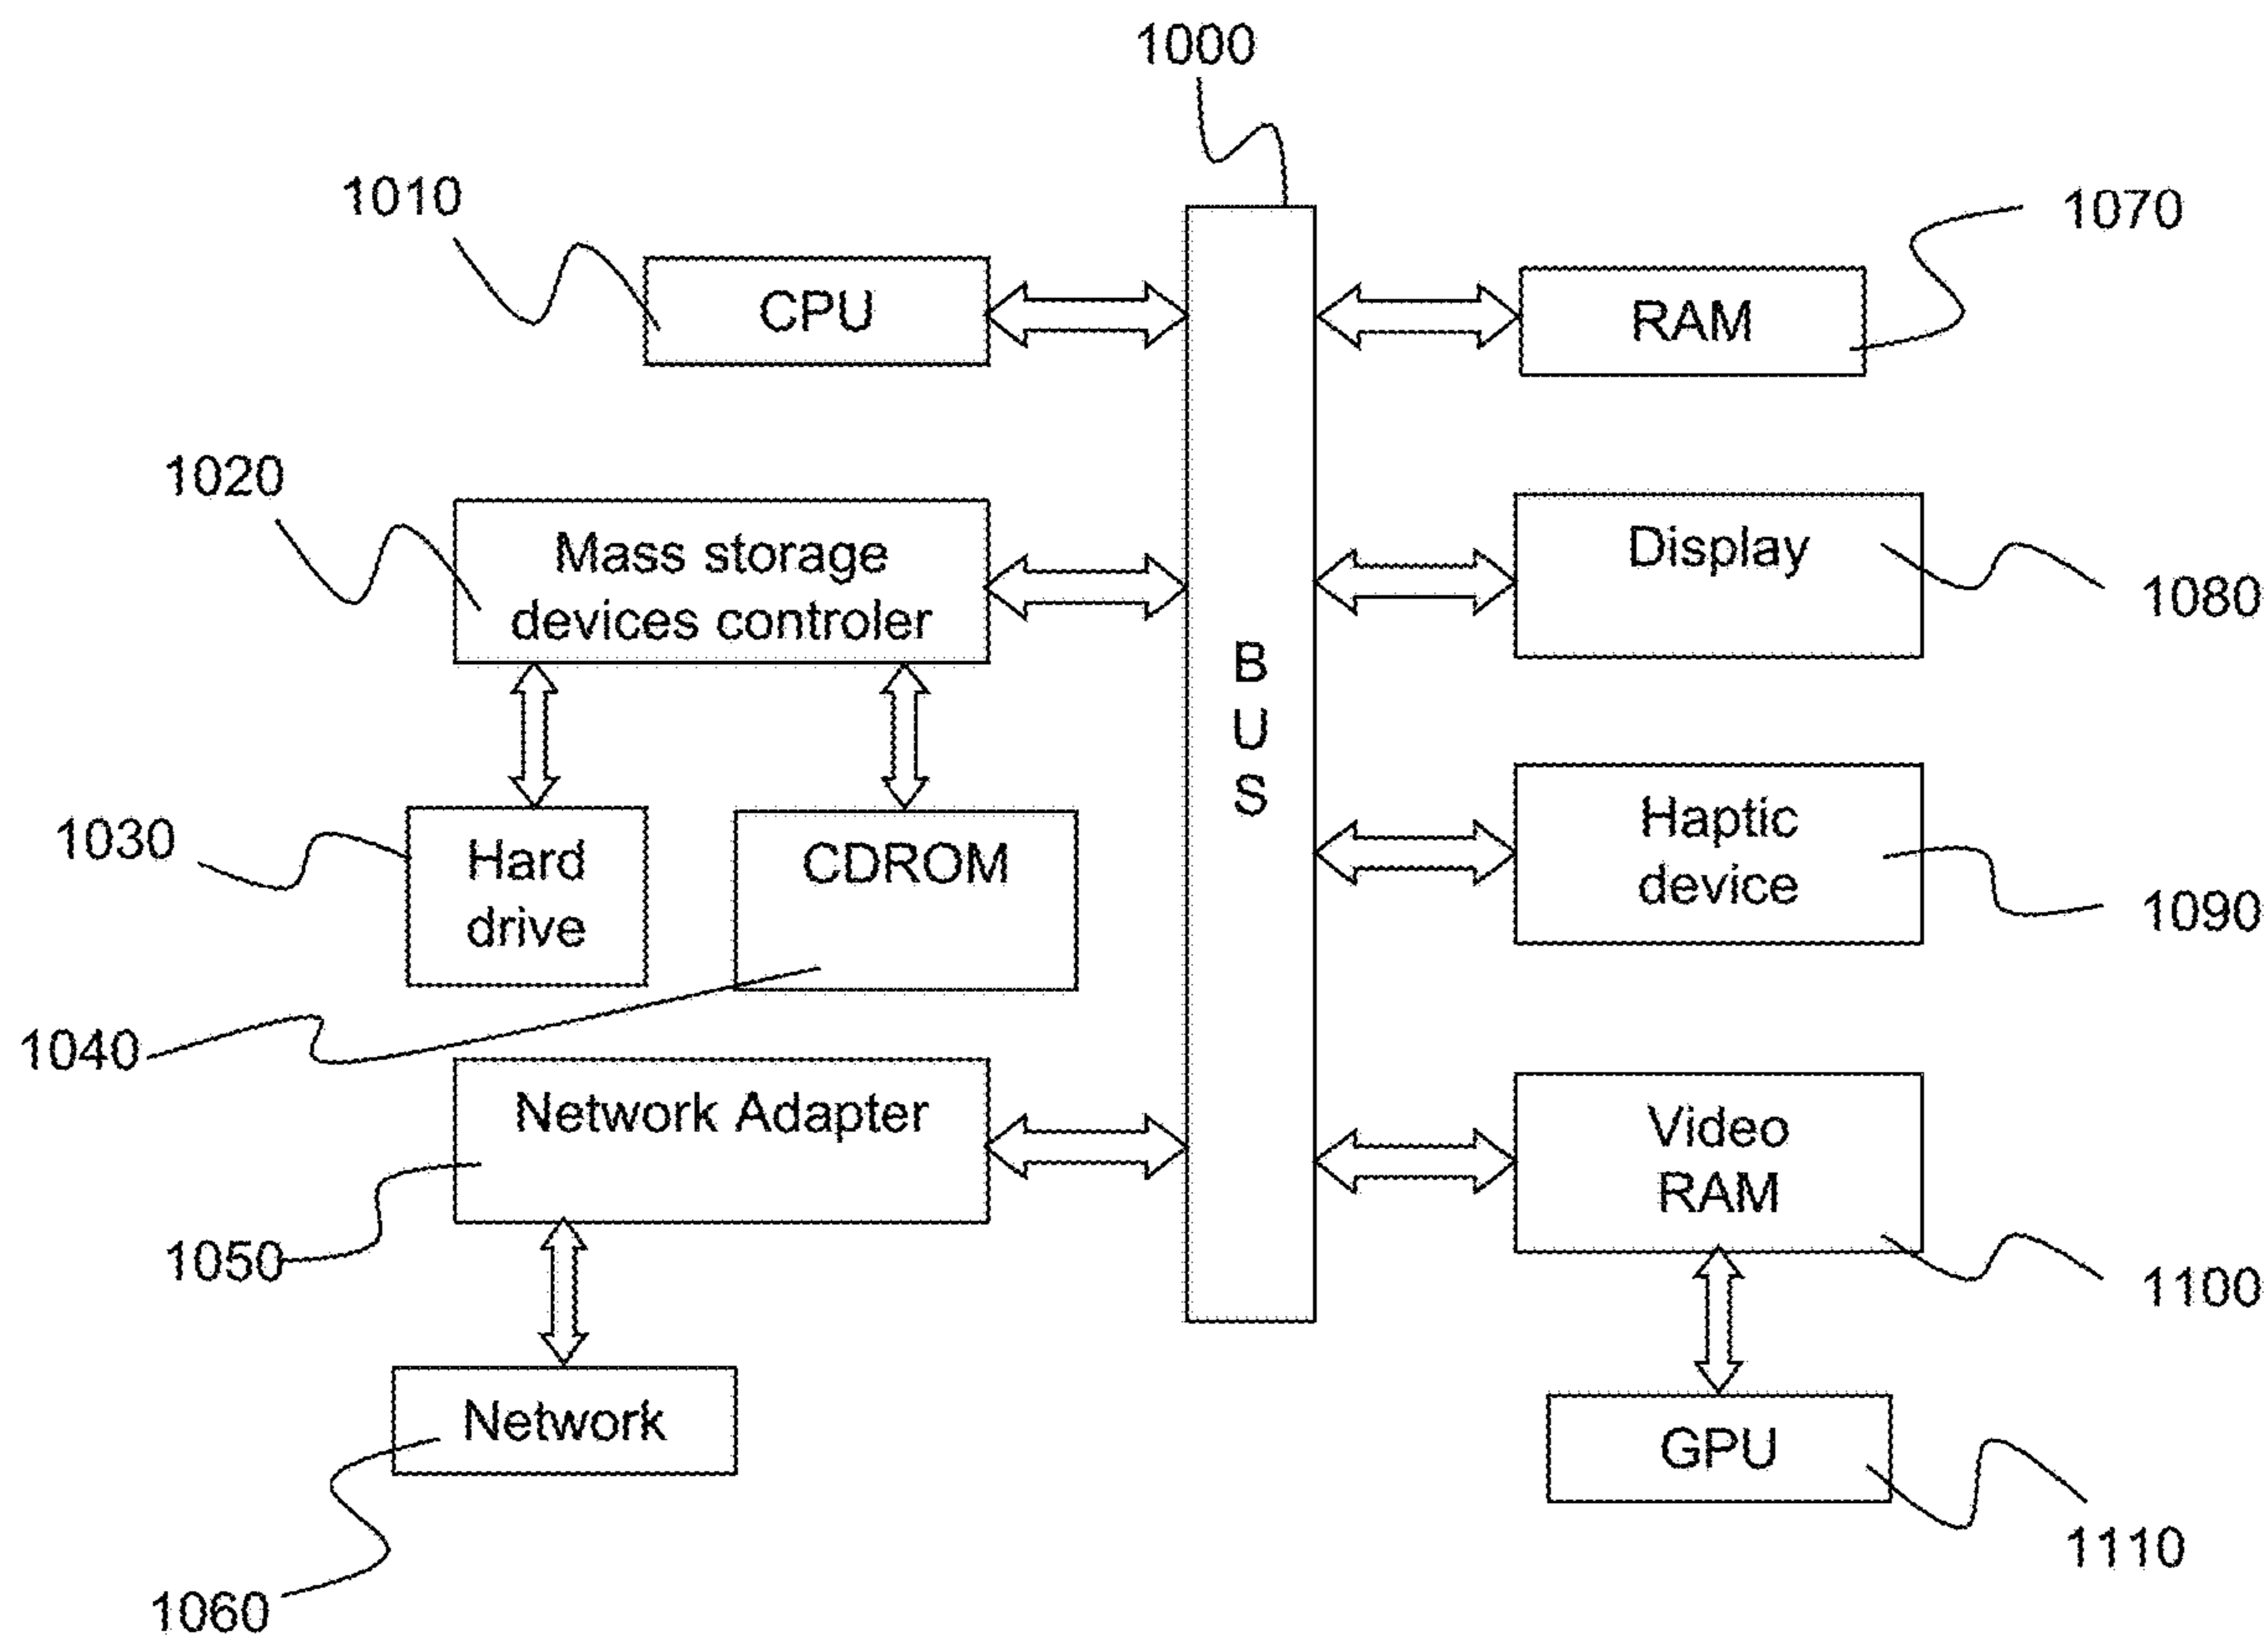 1000
1010
CPU
RAM
1070
1020
Mass storage
devices controler
Display
1080
B
U
S
1030
Hard
drive
CDROM
Haptic
device
1090
1040
Network Adapter
1050
Video
RAM
1100
Network
1060
GPU
1110